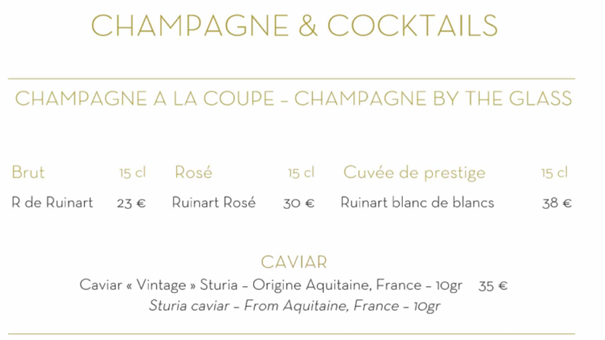 CHAMPAGNE & COCKTAILS
CHAMPAGNE A LA COUPE – CHAMPAGNE BY THE GLASS
Brut 15 cl Rosé 15 cl Cuvée de prestige 15 cl
R de Ruinart 23 € Ruinart Rosé 30 € Ruinart blanc de blancs 38 €
CAVIAR
Caviar « Vintage » Sturia – Origine Aquitaine, France – 10gr 35 €
Sturia caviar – From Aquitaine, France – 10gr